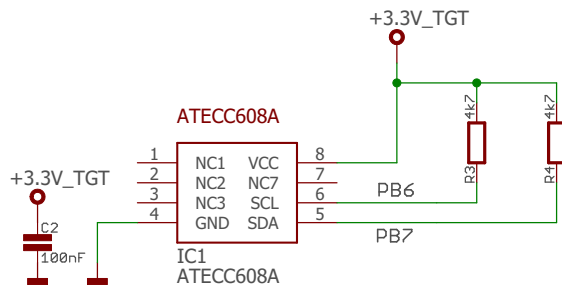 +3.3V_TGT
ATECC608A
4k7
4k7
1 NC1 VCC 8
2 NC2 NC7 7
3 NC3 SCL 6
4 GND SDA 5
R3
R4
PB6
PB7
+3.3V_TGT
C2
100nF
IC1
ATECC608A